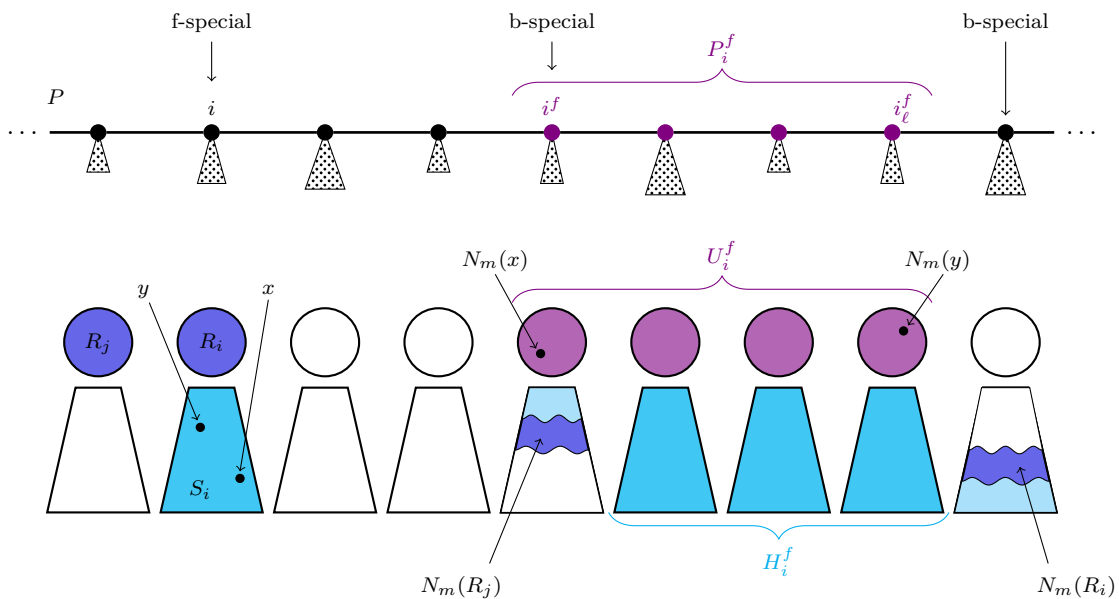 f-special b-special b-special
P_i^f
P i i^f i_ℓ^f
... ...
N_m(x) U_i^f N_m(y)
y x
R_j R_i
S_i
H_i^f
N_m(R_j) N_m(R_i)